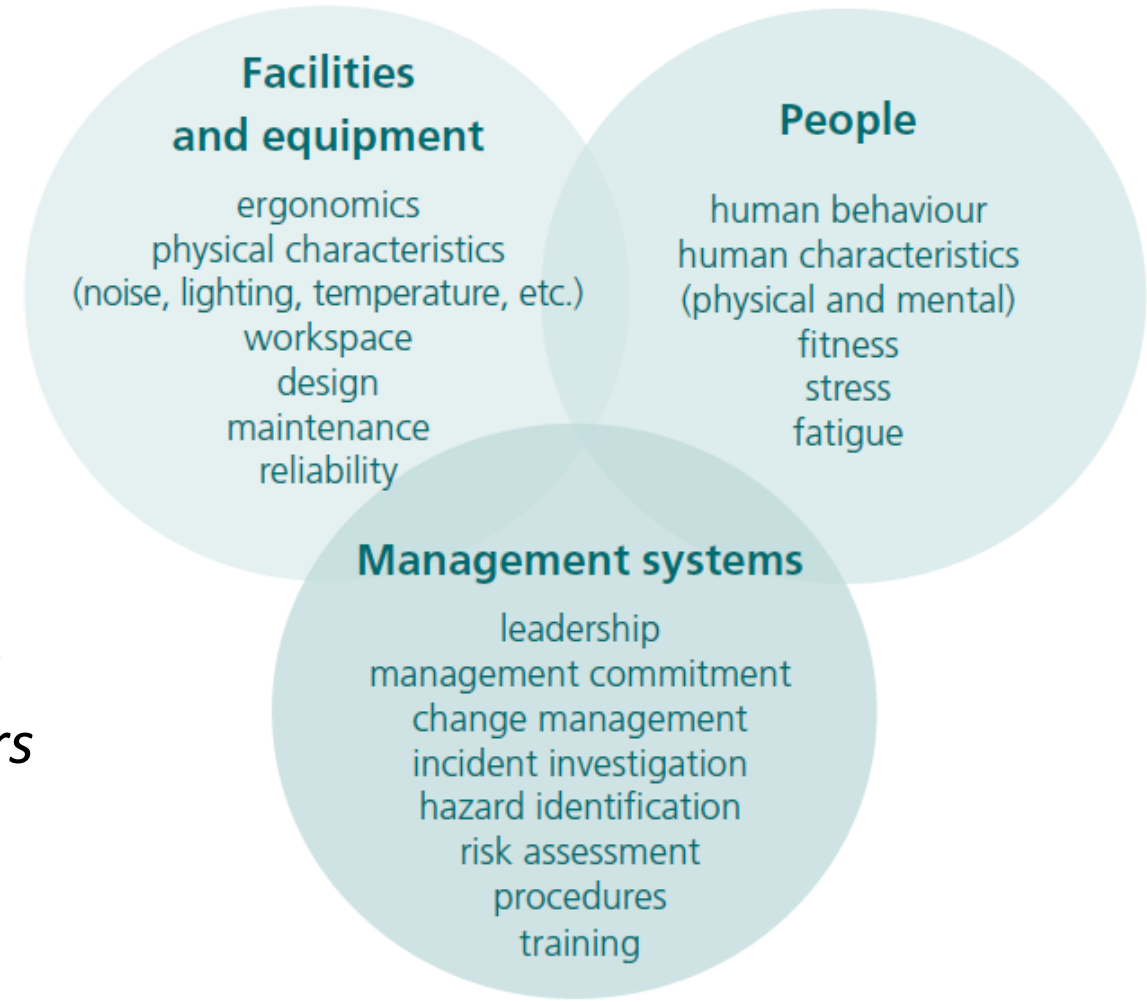 Facilities
and equipment
ergonomics
physical characteristics
(noise, lighting, temperature, etc.)
workspace
design
maintenance
reliability
People
human behaviour
human characteristics
(physical and mental)
fitness
stress
fatigue
Management systems
leadership
management commitment
change management
incident investigation
hazard identification
risk assessment
procedures
training
rs